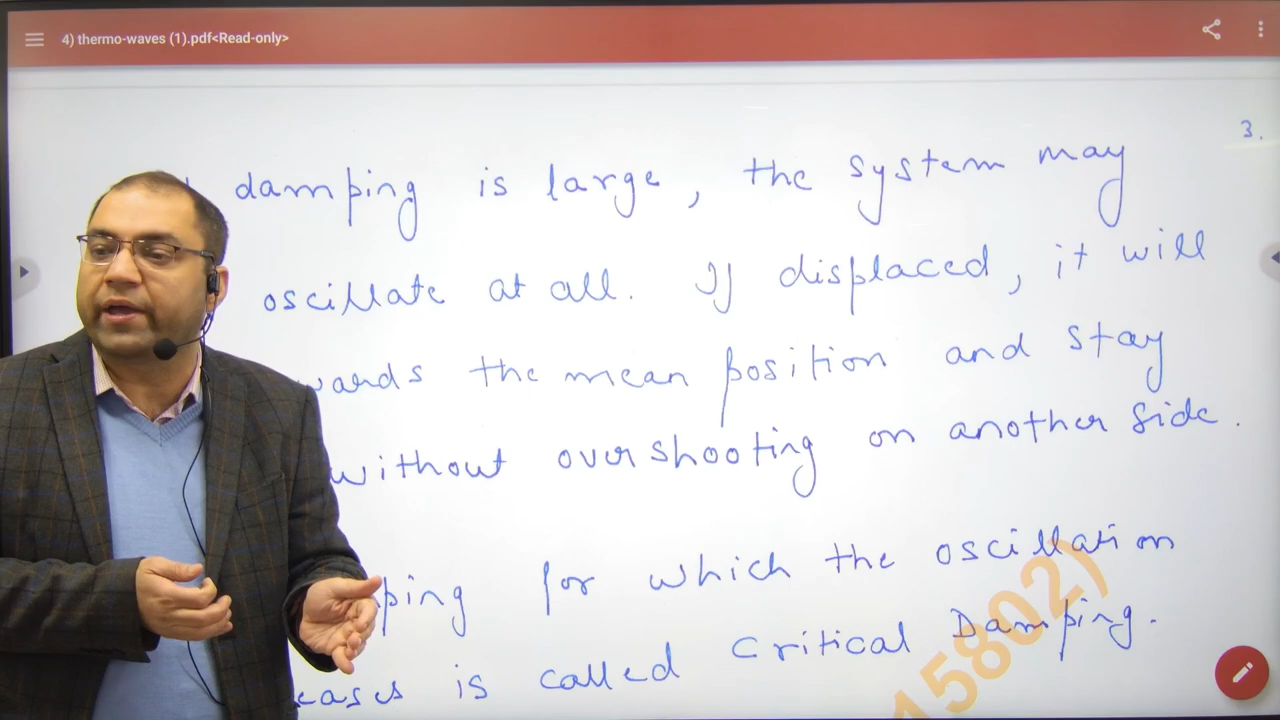 4) thermo-waves (1).pdf<Read-only>
3.
damping is large, the system may
oscillate at all. If displaced, it will
wards the mean position and stay
without overshooting on another side.
ping for which the oscillation
eases is called Critical Damping.
15802)